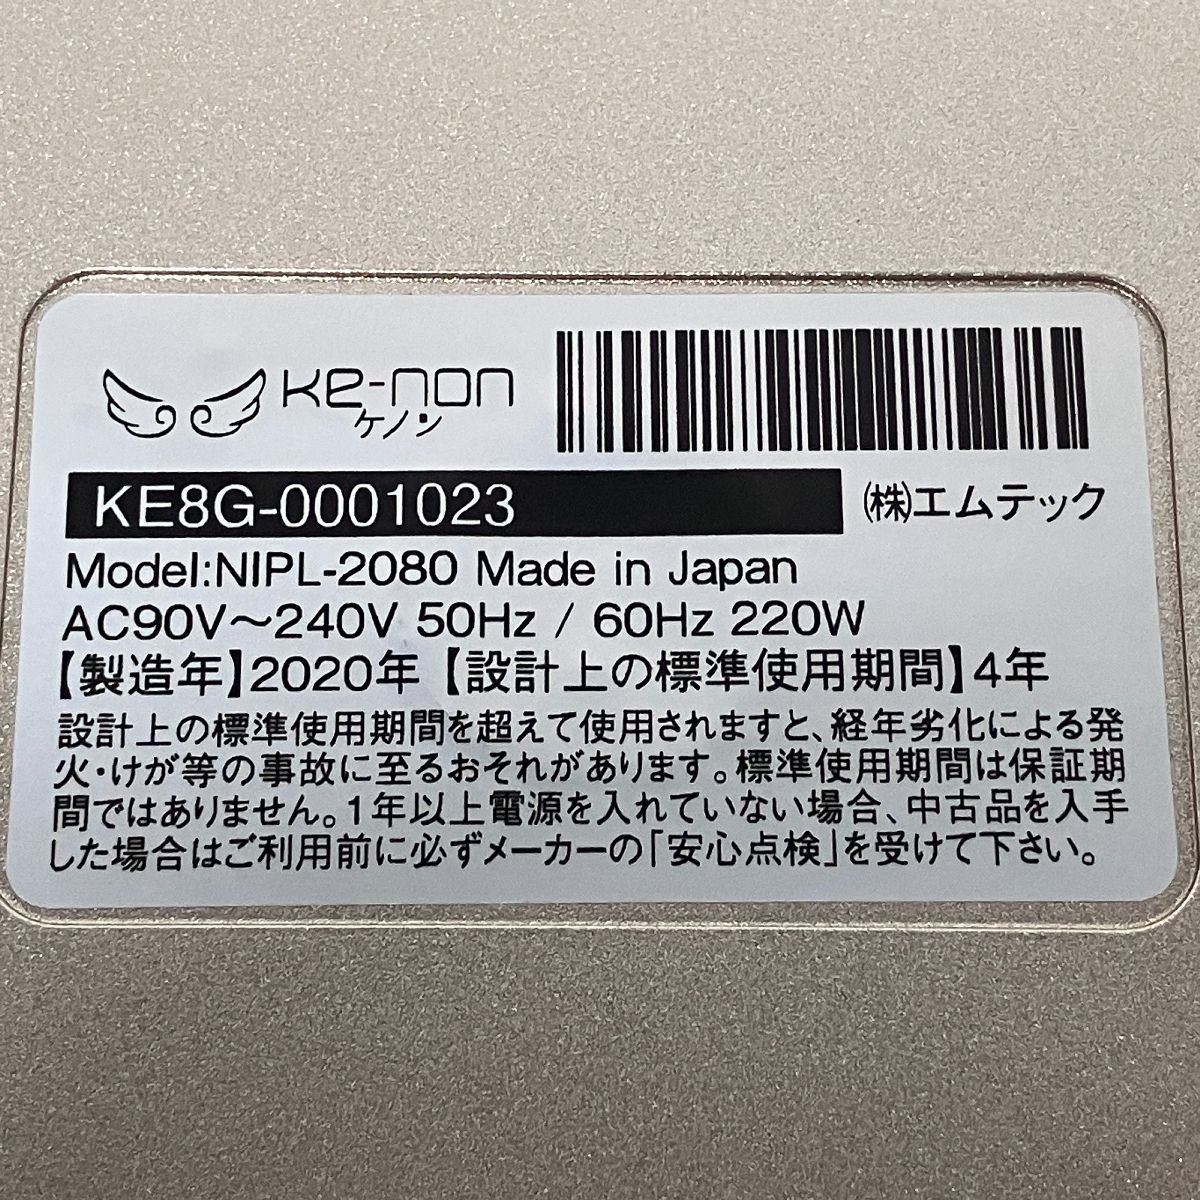 ke-non
ケノン
KE8G-0001023
㈱エムテック
Model:NIPL-2080 Made in Japan
AC90V～240V 50Hz / 60Hz 220W
【製造年】2020年【設計上の標準使用期間】4年
設計上の標準使用期間を超えて使用されますと、経年劣化による発
火・けが等の事故に至るおそれがあります。標準使用期間は保証期
間ではありません。1年以上電源を入れていない場合、中古品を入手
した場合はご利用前に必ずメーカーの「安心点検」を受けて下さい。